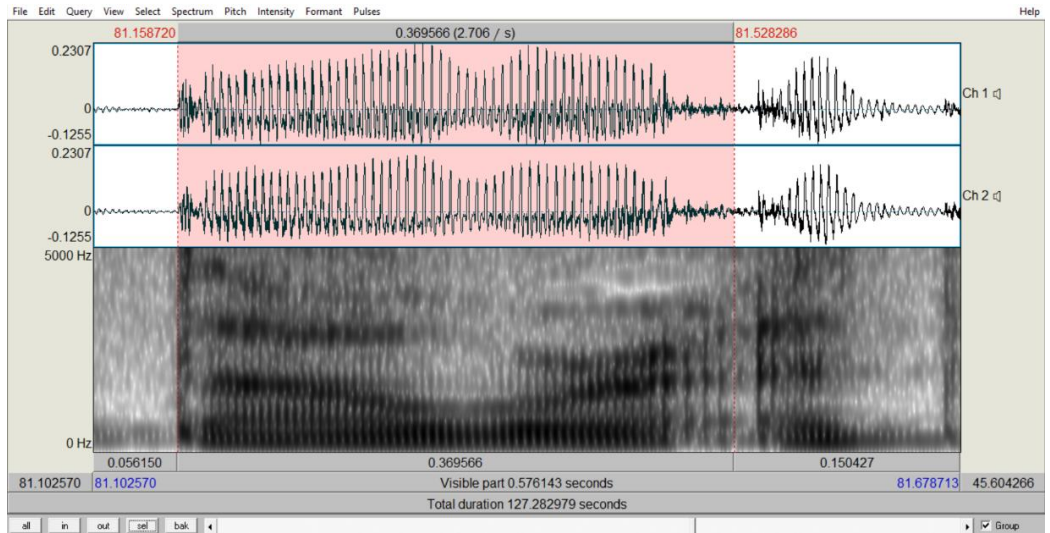 File Edit Query View Select Spectrum Pitch Intensity Formant Pulses Help
81.158720 0.369566 (2.706 / s) 81.528286
0.2307
0
-0.1255
Ch 1
0.2307
0
-0.1255
Ch 2
5000 Hz
0 Hz
0.056150 0.369566 0.150427
81.102570 81.102570 Visible part 0.576143 seconds 81.678713 45.604266
Total duration 127.282979 seconds
all in out sel bak Group